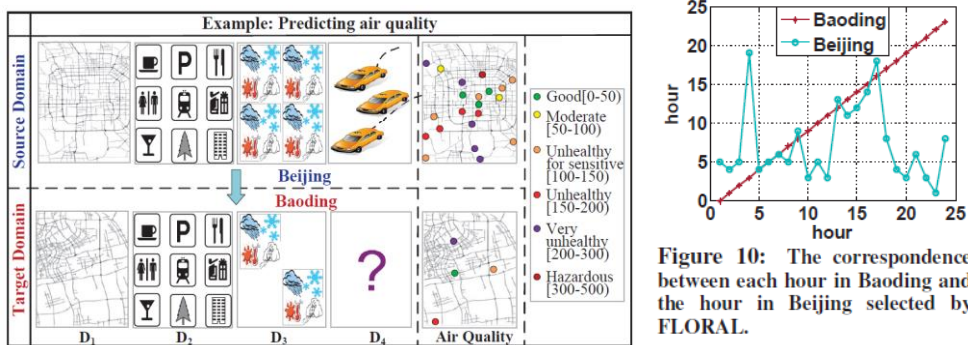 Example: Predicting air quality
Source Domain
P
Beijing
Good[0-50)
Moderate
[50-100)
Unhealthy
for sensitive
[100-150)
Unhealthy
[150-200)
Very
unhealthy
[200-300)
Hazardous
[300-500)
Target Domain
Baoding
P
?
D1
D2
D3
D4
Air Quality
Baoding
Beijing
hour
25
20
15
10
5
0
0
5
10
15
20
25
hour
Figure 10: The correspondence
between each hour in Baoding and
the hour in Beijing selected by
FLORAL.